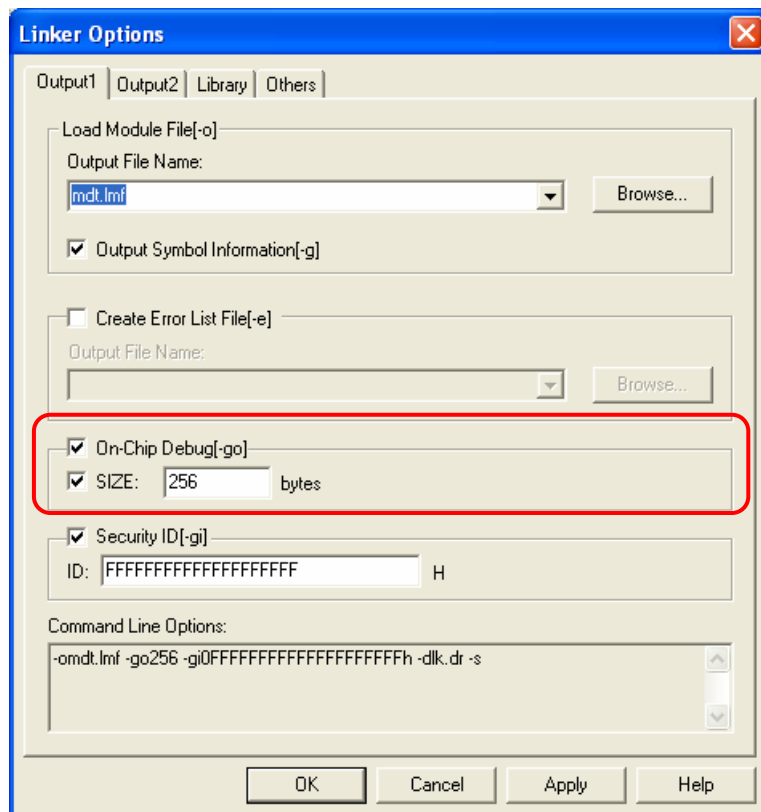 Linker Options
Output1 Output2 Library Others
Load Module File[-o]
Output File Name:
mdt.lmf Browse...
Output Symbol Information[-g]
Create Error List File[-e]
Output File Name:
Browse...
On-Chip Debug[-go]
SIZE: 256 bytes
Security ID[-gi]
ID: FFFFFFFFFFFFFFFFFFFF H
Command Line Options:
-omdt.lmf -go256 -gi0FFFFFFFFFFFFFFFFFFFFh -dlk.dr -s
OK Cancel Apply Help